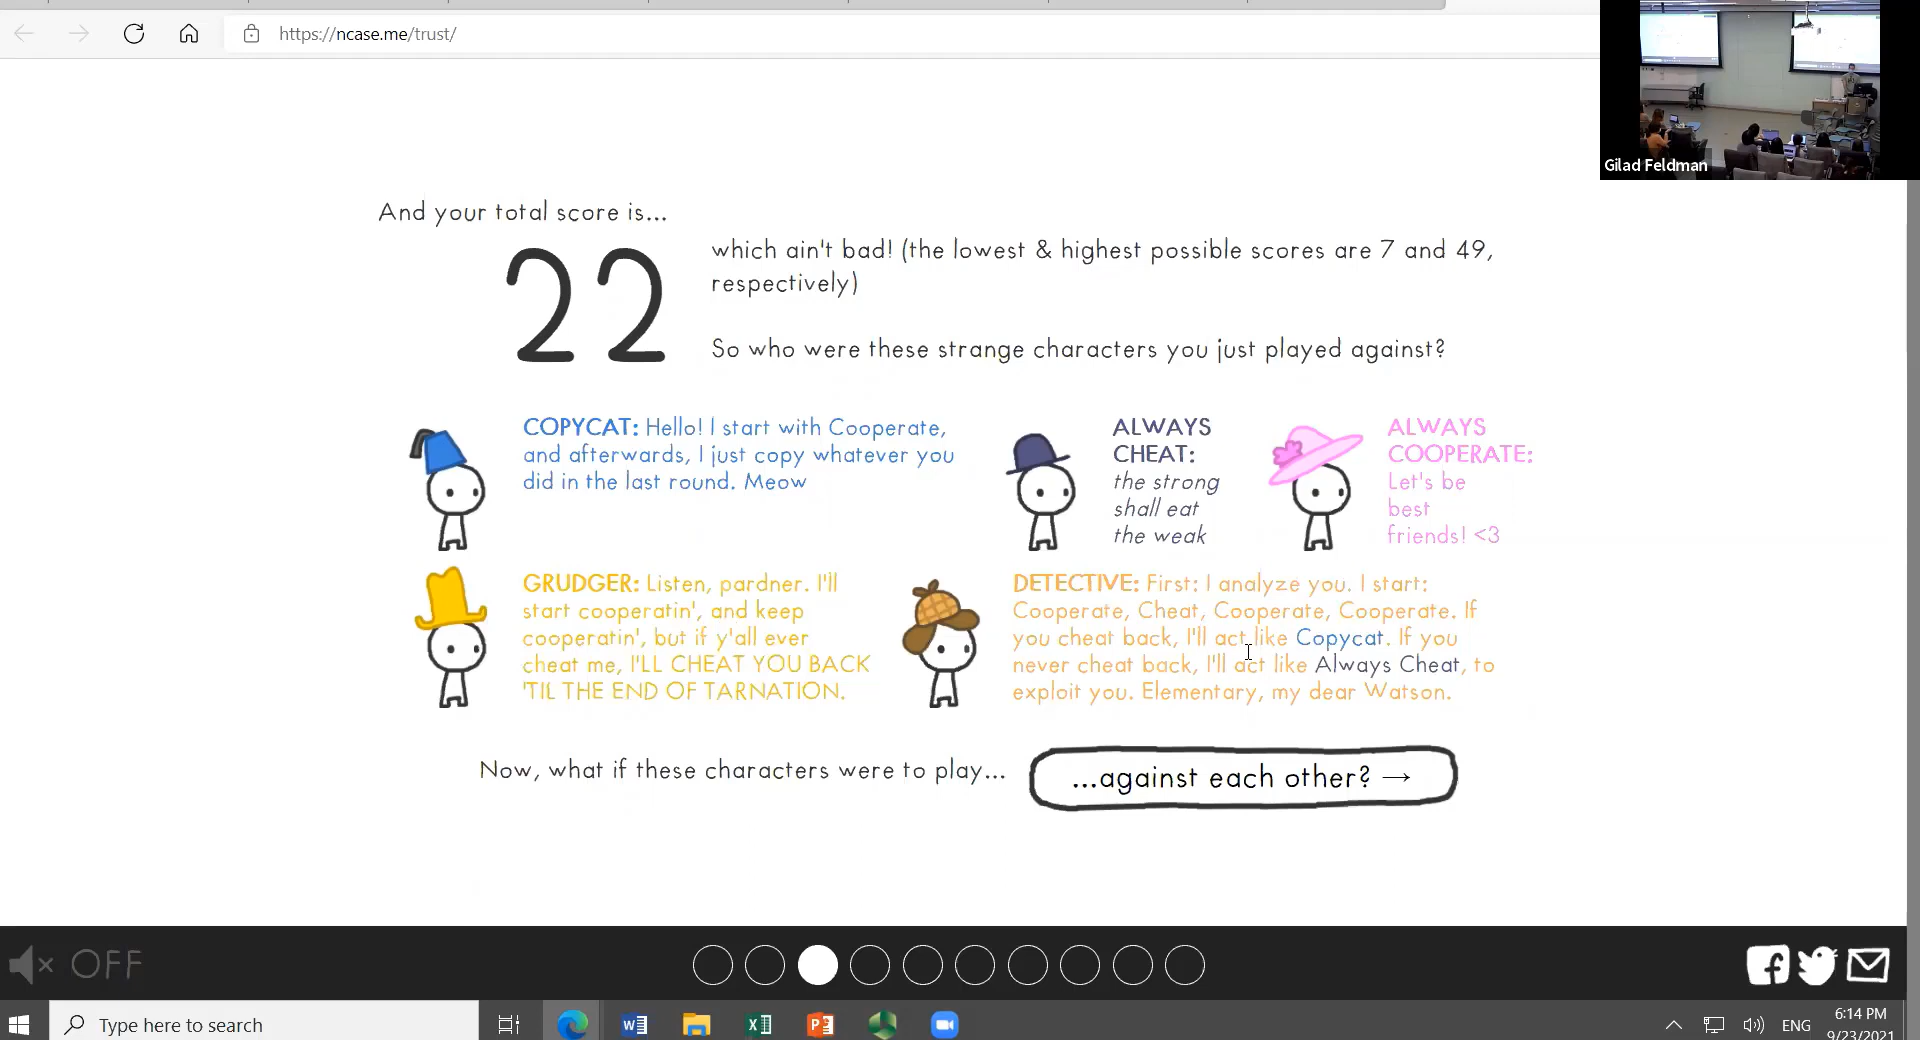 https://ncase.me/trust/
Gilad Feldman
And your total score is...
22
which ain't bad! (the lowest & highest possible scores are 7 and 49,
respectively)
So who were these strange characters you just played against?
COPYCAT: Hello! I start with Cooperate,
and afterwards, I just copy whatever you
did in the last round. Meow
ALWAYS
CHEAT:
the strong
shall eat
the weak
ALWAYS
COOPERATE:
Let's be
best
friends! <3
GRUDGER: Listen, pardner. I'll
start cooperatin', and keep
cooperatin', but if y'all ever
cheat me, I'LL CHEAT YOU BACK
'TIL THE END OF TARNATION.
DETECTIVE: First: I analyze you. I start:
Cooperate, Cheat, Cooperate, Cooperate. If
you cheat back, I'll act like Copycat. If you
never cheat back, I'll act like Always Cheat, to
exploit you. Elementary, my dear Watson.
Now, what if these characters were to play...
...against each other? →
OFF
Type here to search
ENG
6:14 PM
9/23/2021